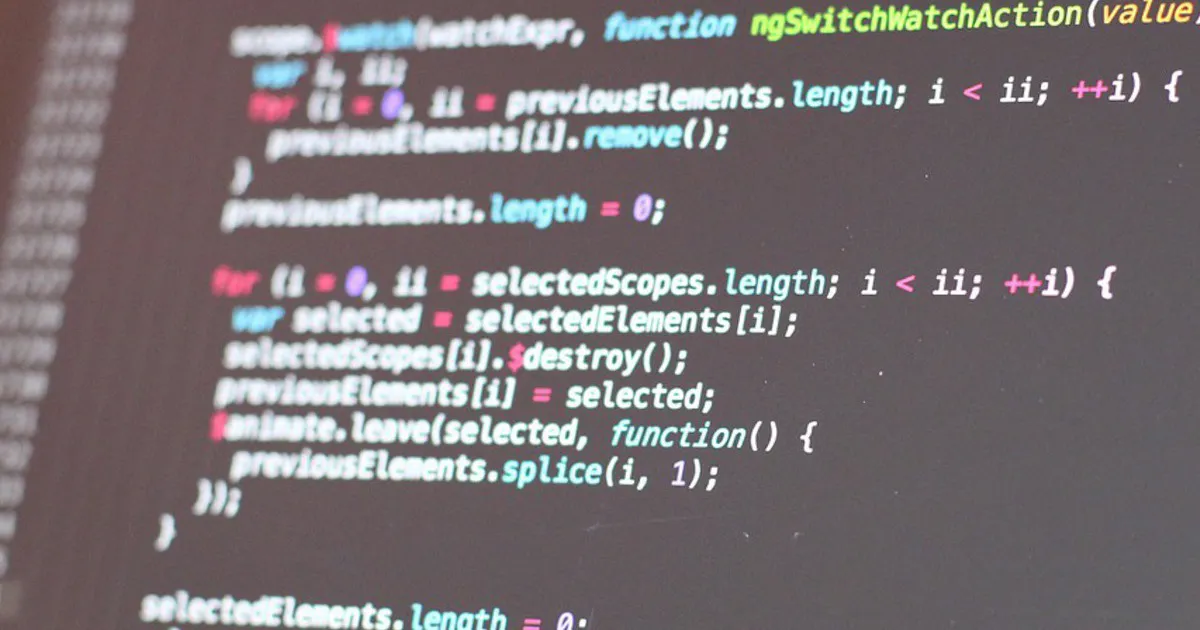 scope.$watch(watchExpr, function ngSwitchWatchAction(value
var i, ii;
for (i = 0, ii = previousElements.length; i < ii; ++i) {
previousElements[i].remove();
}
previousElements.length = 0;
for (i = 0, ii = selectedScopes.length; i < ii; ++i) {
var selected = selectedElements[i];
selectedScopes[i].$destroy();
previousElements[i] = selected;
$animate.leave(selected, function() {
previousElements.splice(i, 1);
});
}
selectedElements.length = 0;